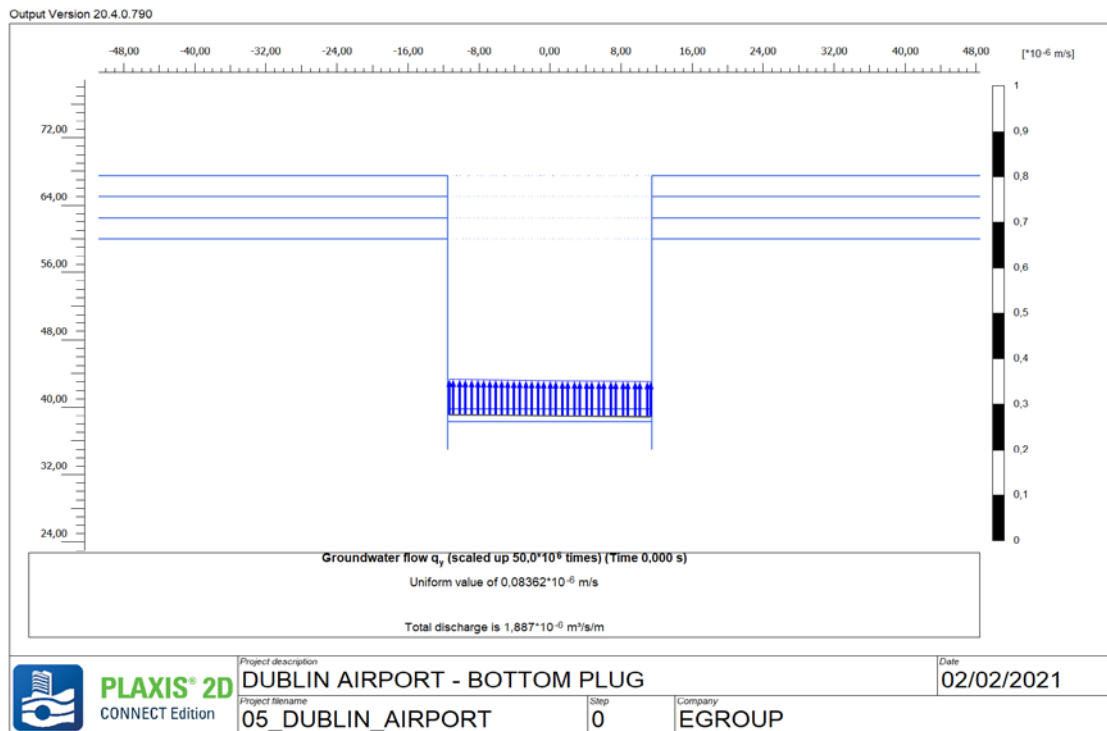 Output Version 20.4.0.790
-48,00 -40,00 -32,00 -24,00 -16,00 -8,00 0,00 8,00 16,00 24,00 32,00 40,00 48,00
[*10-6 m/s]
72,00
64,00
56,00
48,00
40,00
32,00
24,00
1
0,9
0,8
0,7
0,6
0,5
0,4
0,3
0,2
0,1
0
Groundwater flow qy (scaled up 50,0*10⁶ times) (Time 0,000 s)
Uniform value of 0,08362*10⁻⁶ m/s
Total discharge is 1,887*10⁻⁶ m³/s/m
PLAXIS® 2D
CONNECT Edition
Project description
DUBLIN AIRPORT - BOTTOM PLUG
Date
02/02/2021
Project filename
05_DUBLIN_AIRPORT
Step
0
Company
EGROUP